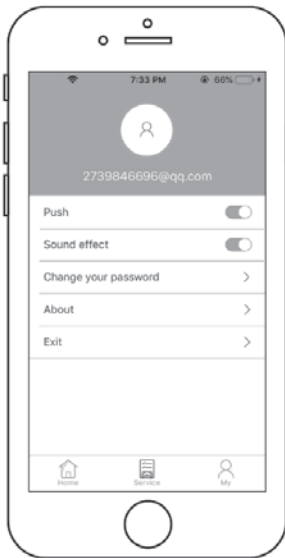 7:33 PM 66%
2739846696@qq.com
Push
Sound effect
Change your password
About
Exit
Home Service My